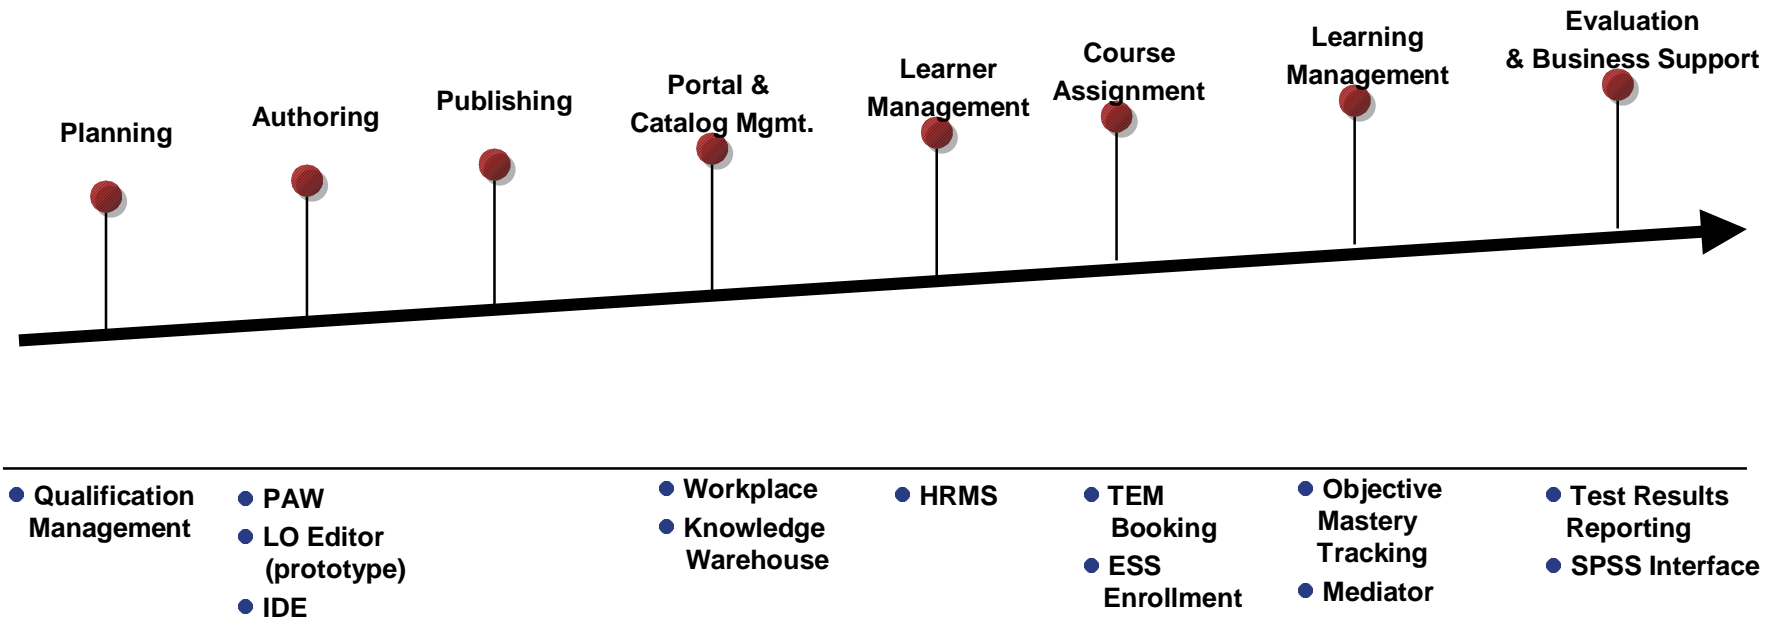 Planning
Authoring
Publishing
Portal &
Catalog Mgmt.
Learner
Management
Course
Assignment
Learning
Management
Evaluation
& Business Support
Qualification
Management
PAW
LO Editor
(prototype)
IDE
Workplace
Knowledge
Warehouse
HRMS
TEM
Booking
ESS
Enrollment
Objective
Mastery
Tracking
Mediator
Test Results
Reporting
SPSS Interface